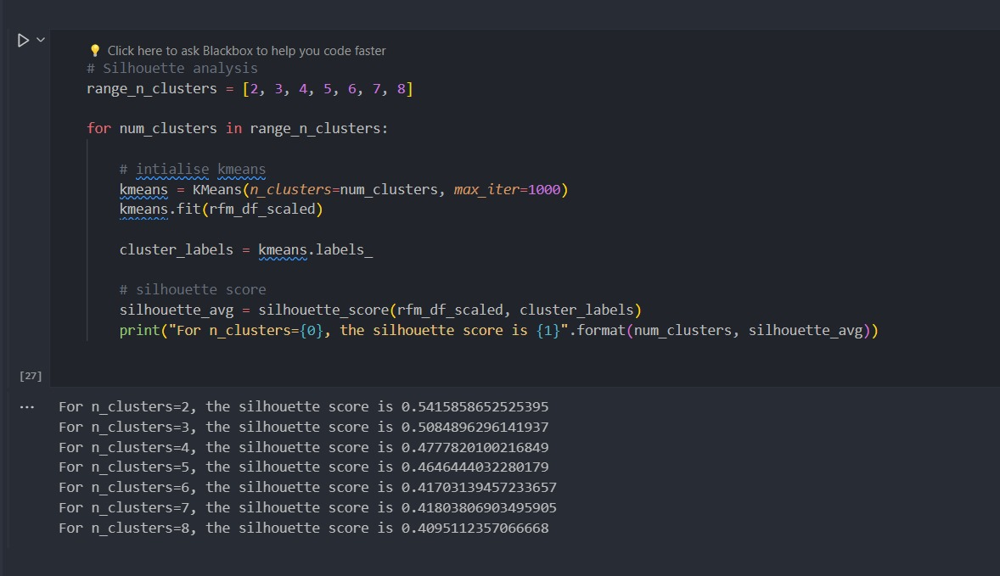 💡 Click here to ask Blackbox to help you code faster
# Silhouette analysis
range_n_clusters = [2, 3, 4, 5, 6, 7, 8]
for num_clusters in range_n_clusters:
# intialise kmeans
kmeans = KMeans(n_clusters=num_clusters, max_iter=1000)
kmeans.fit(rfm_df_scaled)
cluster_labels = kmeans.labels_
# silhouette score
silhouette_avg = silhouette_score(rfm_df_scaled, cluster_labels)
print("For n_clusters={0}, the silhouette score is {1}".format(num_clusters, silhouette_avg))
[27]
... For n_clusters=2, the silhouette score is 0.5415858652525395
For n_clusters=3, the silhouette score is 0.5084896296141937
For n_clusters=4, the silhouette score is 0.4777820100216849
For n_clusters=5, the silhouette score is 0.4646444032280179
For n_clusters=6, the silhouette score is 0.41703139457233657
For n_clusters=7, the silhouette score is 0.41803806903495905
For n_clusters=8, the silhouette score is 0.4095112357066668